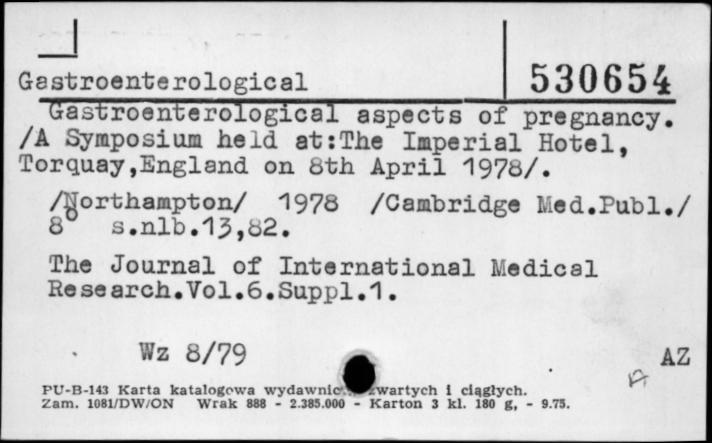 530654
Gastroenterological
Gastroenterological aspects of pregnancy.
/A Symposium held at:The Imperial Hotel,
Torquay,England on 8th April 1978/.
/Northampton/ 1978 /Cambridge Med.Publ./
8° s.nlb.13,82.
The Journal of International Medical
Research.Vol.6.Suppl.1.
Wz 8/79
AZ
PU-B-143 Karta katalogowa wydawnic zwartych i ciągłych.
Zam. 1081/DW/ON Wrak 888 - 2.385.000 - Karton 3 kl. 180 g, - 9.75.